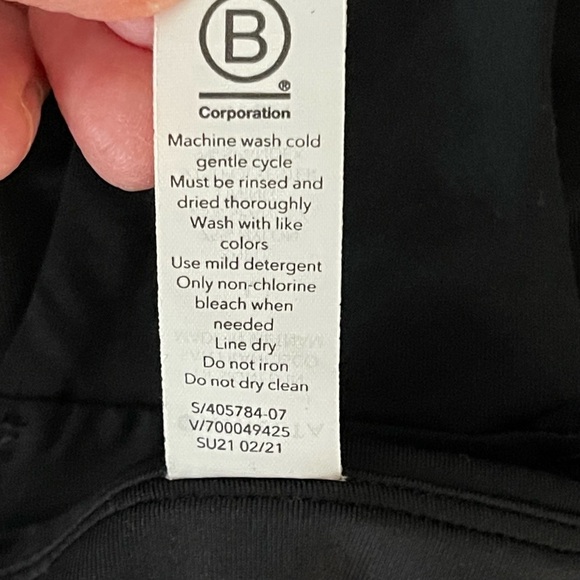 B
®
Corporation
Machine wash cold
gentle cycle
Must be rinsed and
dried thoroughly
Wash with like
colors
Use mild detergent
Only non-chlorine
bleach when
needed
Line dry
Do not iron
Do not dry clean
S/405784-07
V/700049425
SU21 02/21